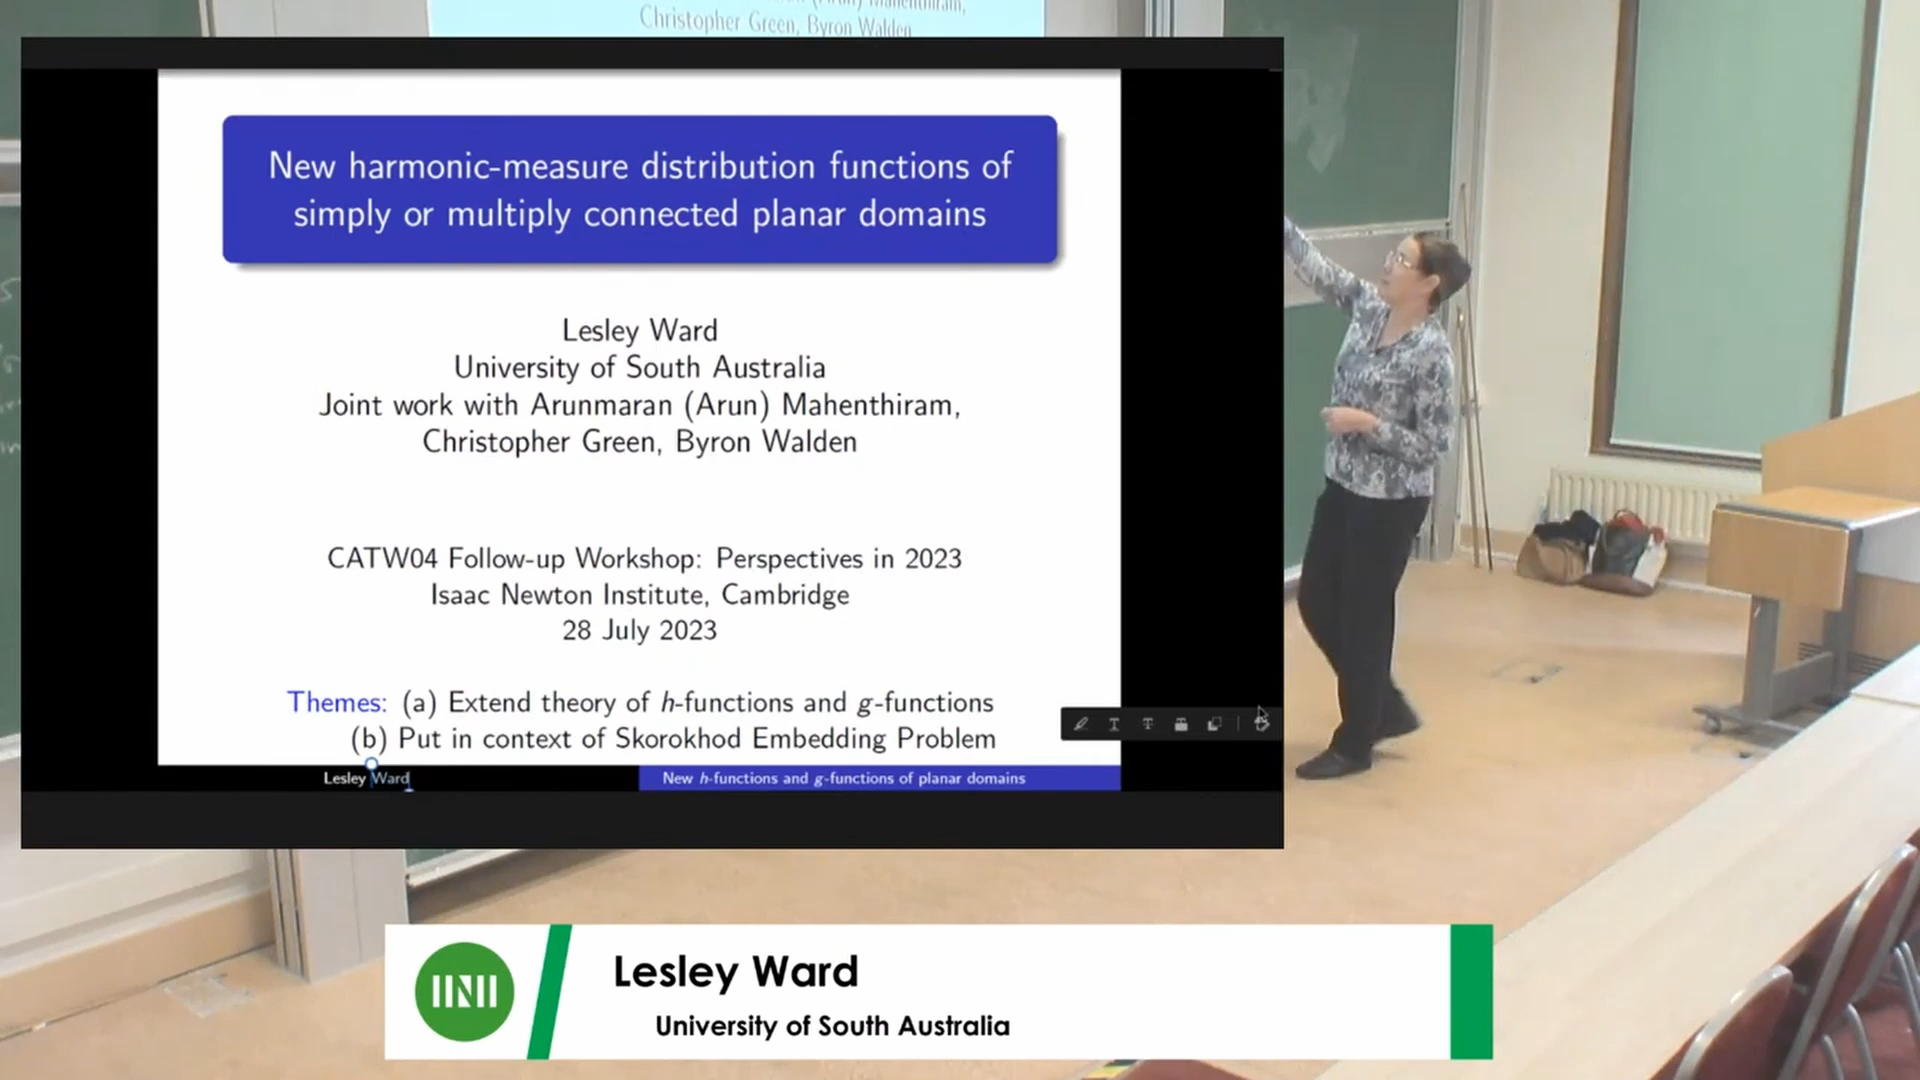 (Arun) Mahenthiram,
Christopher Green, Byron Walden
New harmonic-measure distribution functions of
simply or multiply connected planar domains
Lesley Ward
University of South Australia
Joint work with Arunmaran (Arun) Mahenthiram,
Christopher Green, Byron Walden
CATW04 Follow-up Workshop: Perspectives in 2023
Isaac Newton Institute, Cambridge
28 July 2023
Themes: (a) Extend theory of h-functions and g-functions
(b) Put in context of Skorokhod Embedding Problem
Lesley Ward
New h-functions and g-functions of planar domains
Lesley Ward
University of South Australia